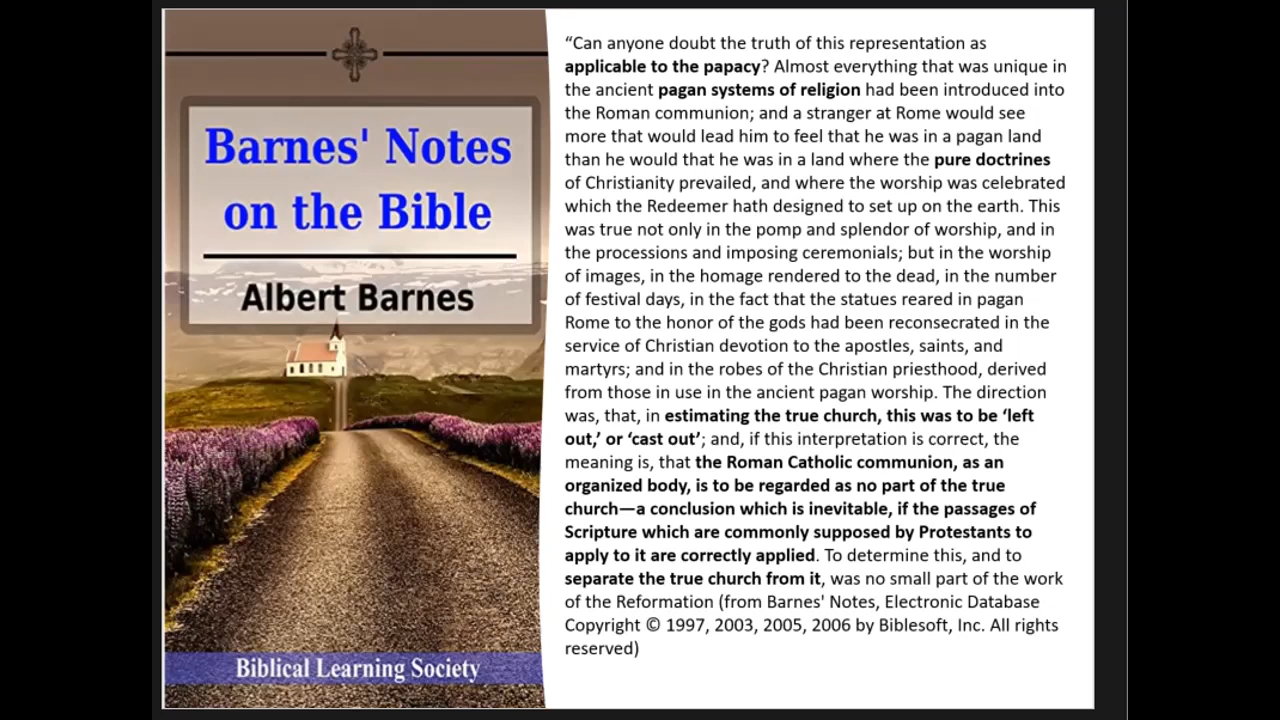 Barnes' Notes
on the Bible
Albert Barnes
Biblical Learning Society
“Can anyone doubt the truth of this representation as
applicable to the papacy? Almost everything that was unique in
the ancient pagan systems of religion had been introduced into
the Roman communion; and a stranger at Rome would see
more that would lead him to feel that he was in a pagan land
than he would that he was in a land where the pure doctrines
of Christianity prevailed, and where the worship was celebrated
which the Redeemer hath designed to set up on the earth. This
was true not only in the pomp and splendor of worship, and in
the processions and imposing ceremonials; but in the worship
of images, in the homage rendered to the dead, in the number
of festival days, in the fact that the statues reared in pagan
Rome to the honor of the gods had been reconsecrated in the
service of Christian devotion to the apostles, saints, and
martyrs; and in the robes of the Christian priesthood, derived
from those in use in the ancient pagan worship. The direction
was, that, in estimating the true church, this was to be ‘left
out,’ or ‘cast out’; and, if this interpretation is correct, the
meaning is, that the Roman Catholic communion, as an
organized body, is to be regarded as no part of the true
church—a conclusion which is inevitable, if the passages of
Scripture which are commonly supposed by Protestants to
apply to it are correctly applied. To determine this, and to
separate the true church from it, was no small part of the work
of the Reformation (from Barnes' Notes, Electronic Database
Copyright © 1997, 2003, 2005, 2006 by Biblesoft, Inc. All rights
reserved)